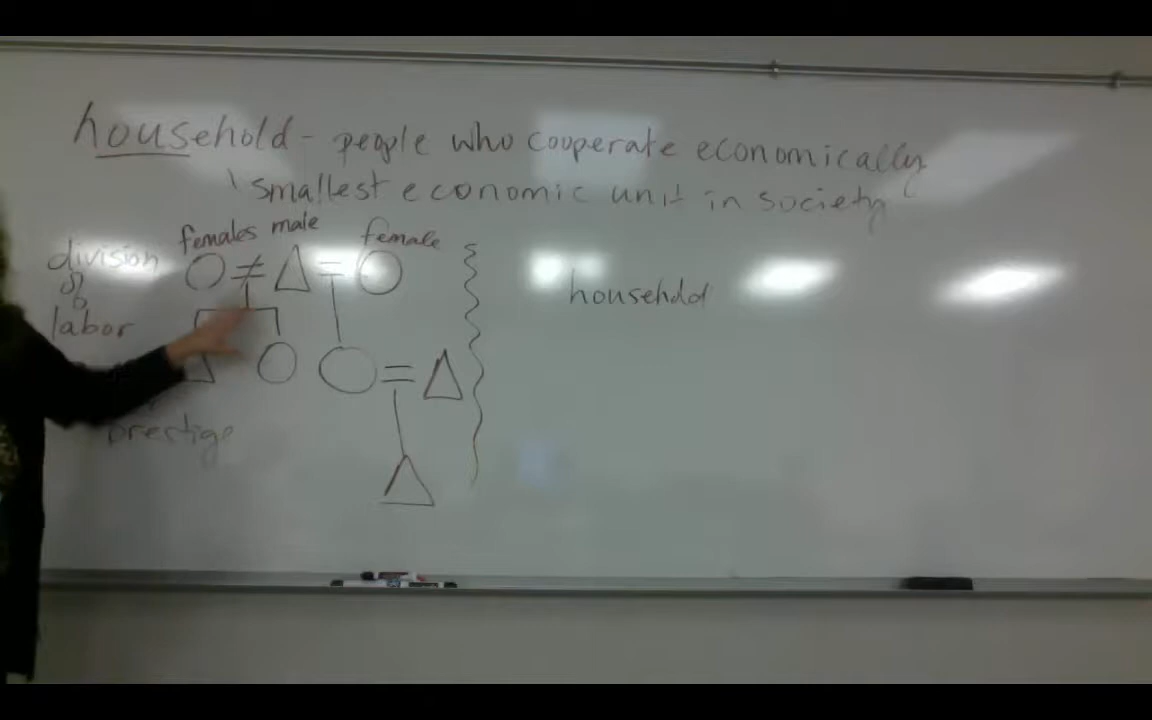 household - people who cooperate economically
smallest economic unit in society
females male female
division
of
labor
prestige
household